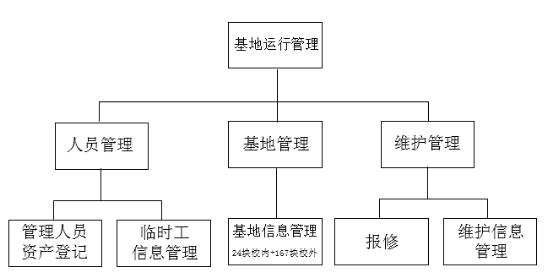 基地运行管理
人员管理
基地管理
维护管理
管理人员
资产登记
临时工
信息管理
基地信息管理
24块校内+167块校外
报修
维护信息
管理